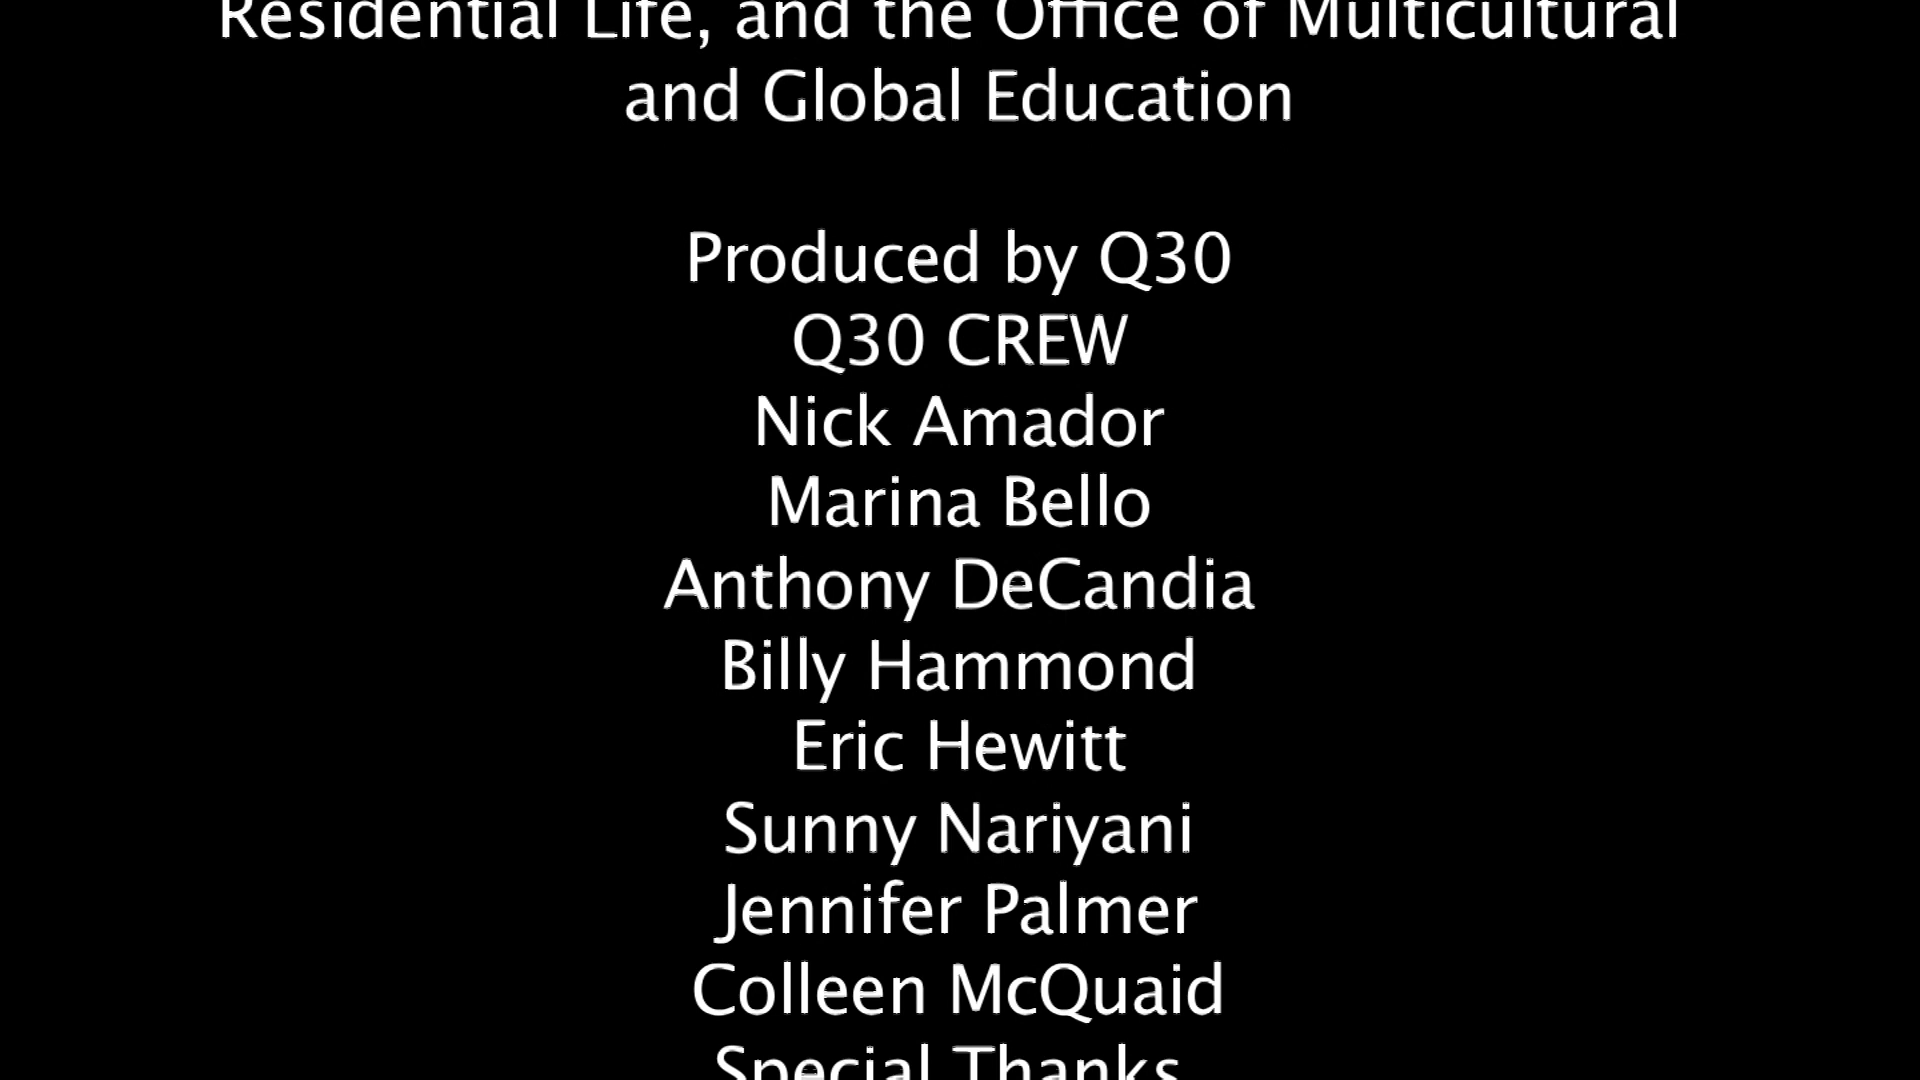 Residential Life, and the Office of Multicultural
and Global Education
Produced by Q30
Q30 CREW
Nick Amador
Marina Bello
Anthony DeCandia
Billy Hammond
Eric Hewitt
Sunny Nariyani
Jennifer Palmer
Colleen McQuaid
Special Thanks